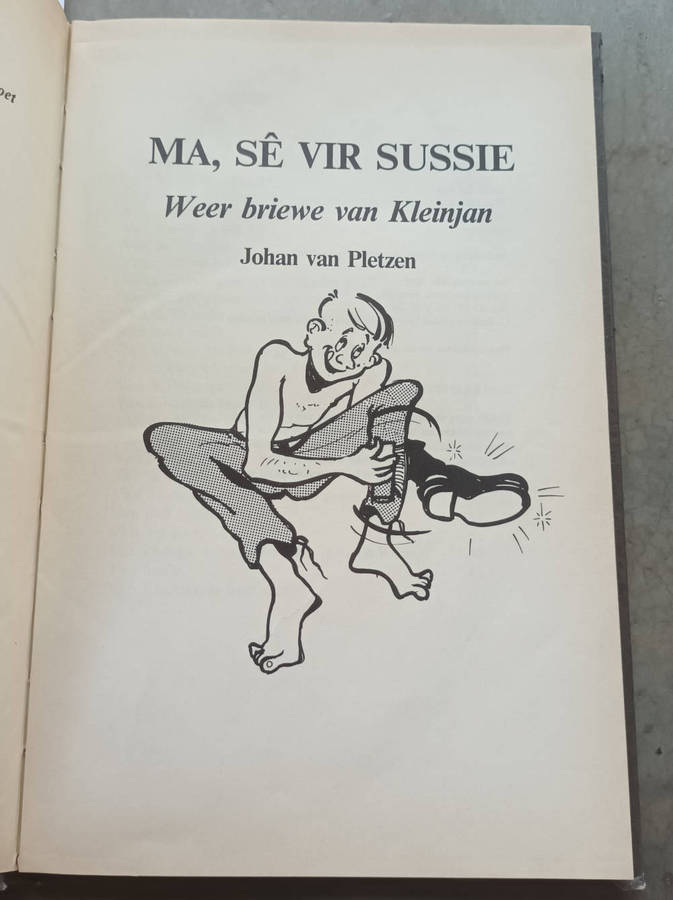 MA, SÊ VIR SUSSIE
Weer briewe van Kleinjan
Johan van Pletzen